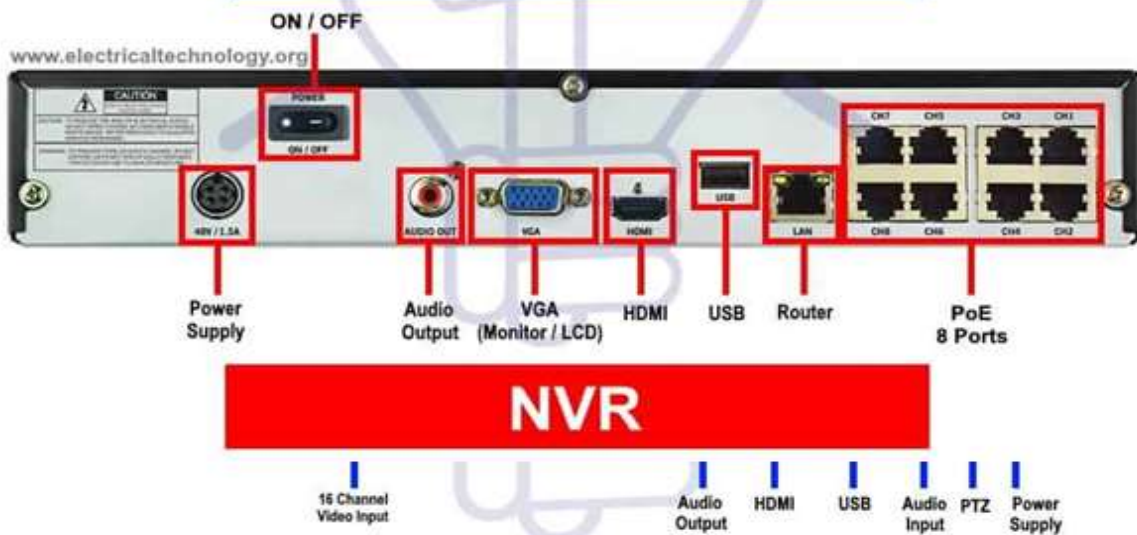 ON / OFF
www.electricaltechnology.org
CAUTION
POWER
ON / OFF
CH7 CH5 CH3 CH1
48V / 1.5A
AUDIO OUT
VGA
HDMI
USB
LAN
CH8 CH6 CH4 CH2
Power
Supply
Audio
Output
VGA
(Monitor / LCD)
HDMI
USB
Router
PoE
8 Ports
NVR
16 Channel
Video Input
Audio
Output
HDMI
USB
Audio
Input
PTZ
Power
Supply